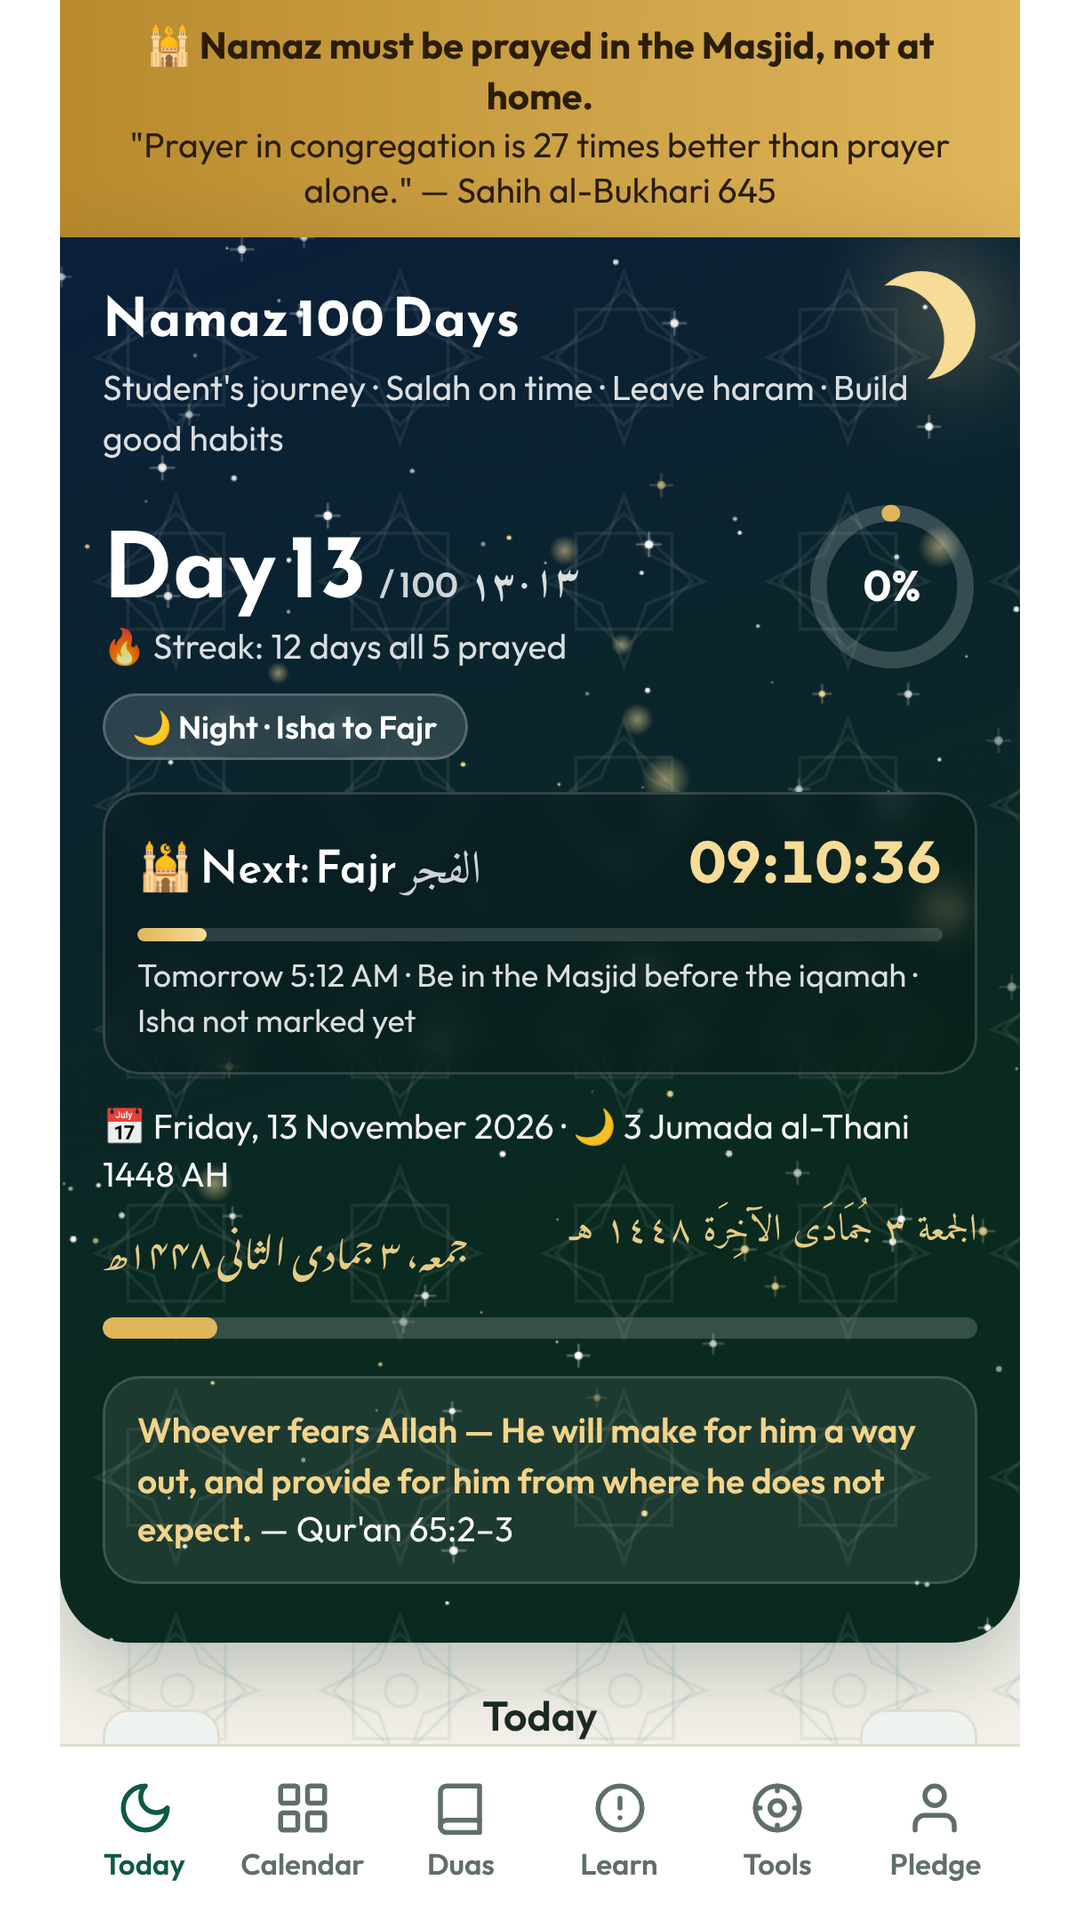 🕌 Namaz must be prayed in the Masjid, not at
home.
"Prayer in congregation is 27 times better than prayer
alone." — Sahih al-Bukhari 645
Namaz 100 Days
Student's journey · Salah on time · Leave haram · Build
good habits
Day 13 /100 ۱۳ · ۱۳
0%
🔥 Streak: 12 days all 5 prayed
🌙 Night · Isha to Fajr
🕌 Next: Fajr الفجر
09:10:36
Tomorrow 5:12 AM · Be in the Masjid before the iqamah ·
Isha not marked yet
📅 Friday, 13 November 2026 · 🌙 3 Jumada al-Thani
1448 AH
الجمعة ٣ جُمَادَى الآخِرَة ١٤٤٨ هـ
جمعہ، ۳ جمادی الثانی ۱۴۴۸ھ
Whoever fears Allah — He will make for him a way
out, and provide for him from where he does not
expect. — Qur'an 65:2–3
Today
Today
Calendar
Duas
Learn
Tools
Pledge